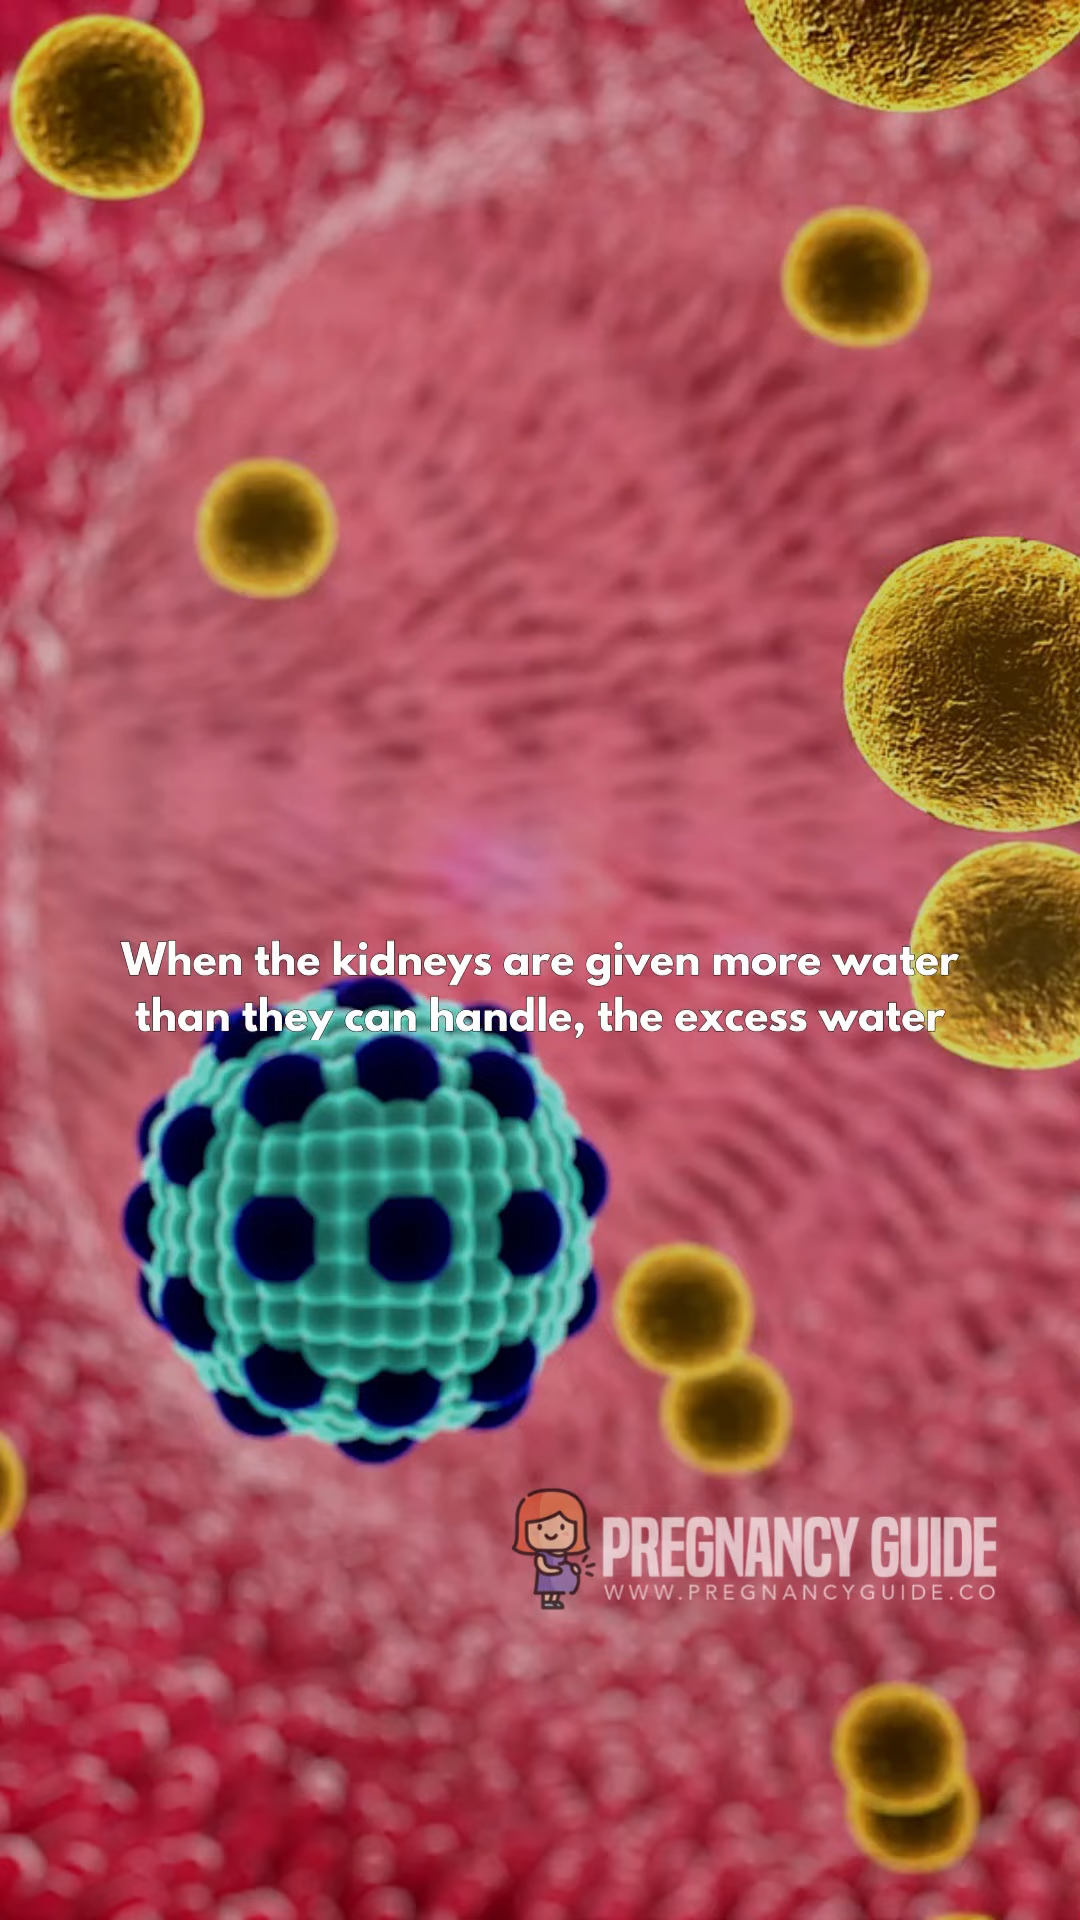 When the kidneys are given more water
than they can handle, the excess water
PREGNANCY GUIDE
WWW.PREGNANCYGUIDE.CO